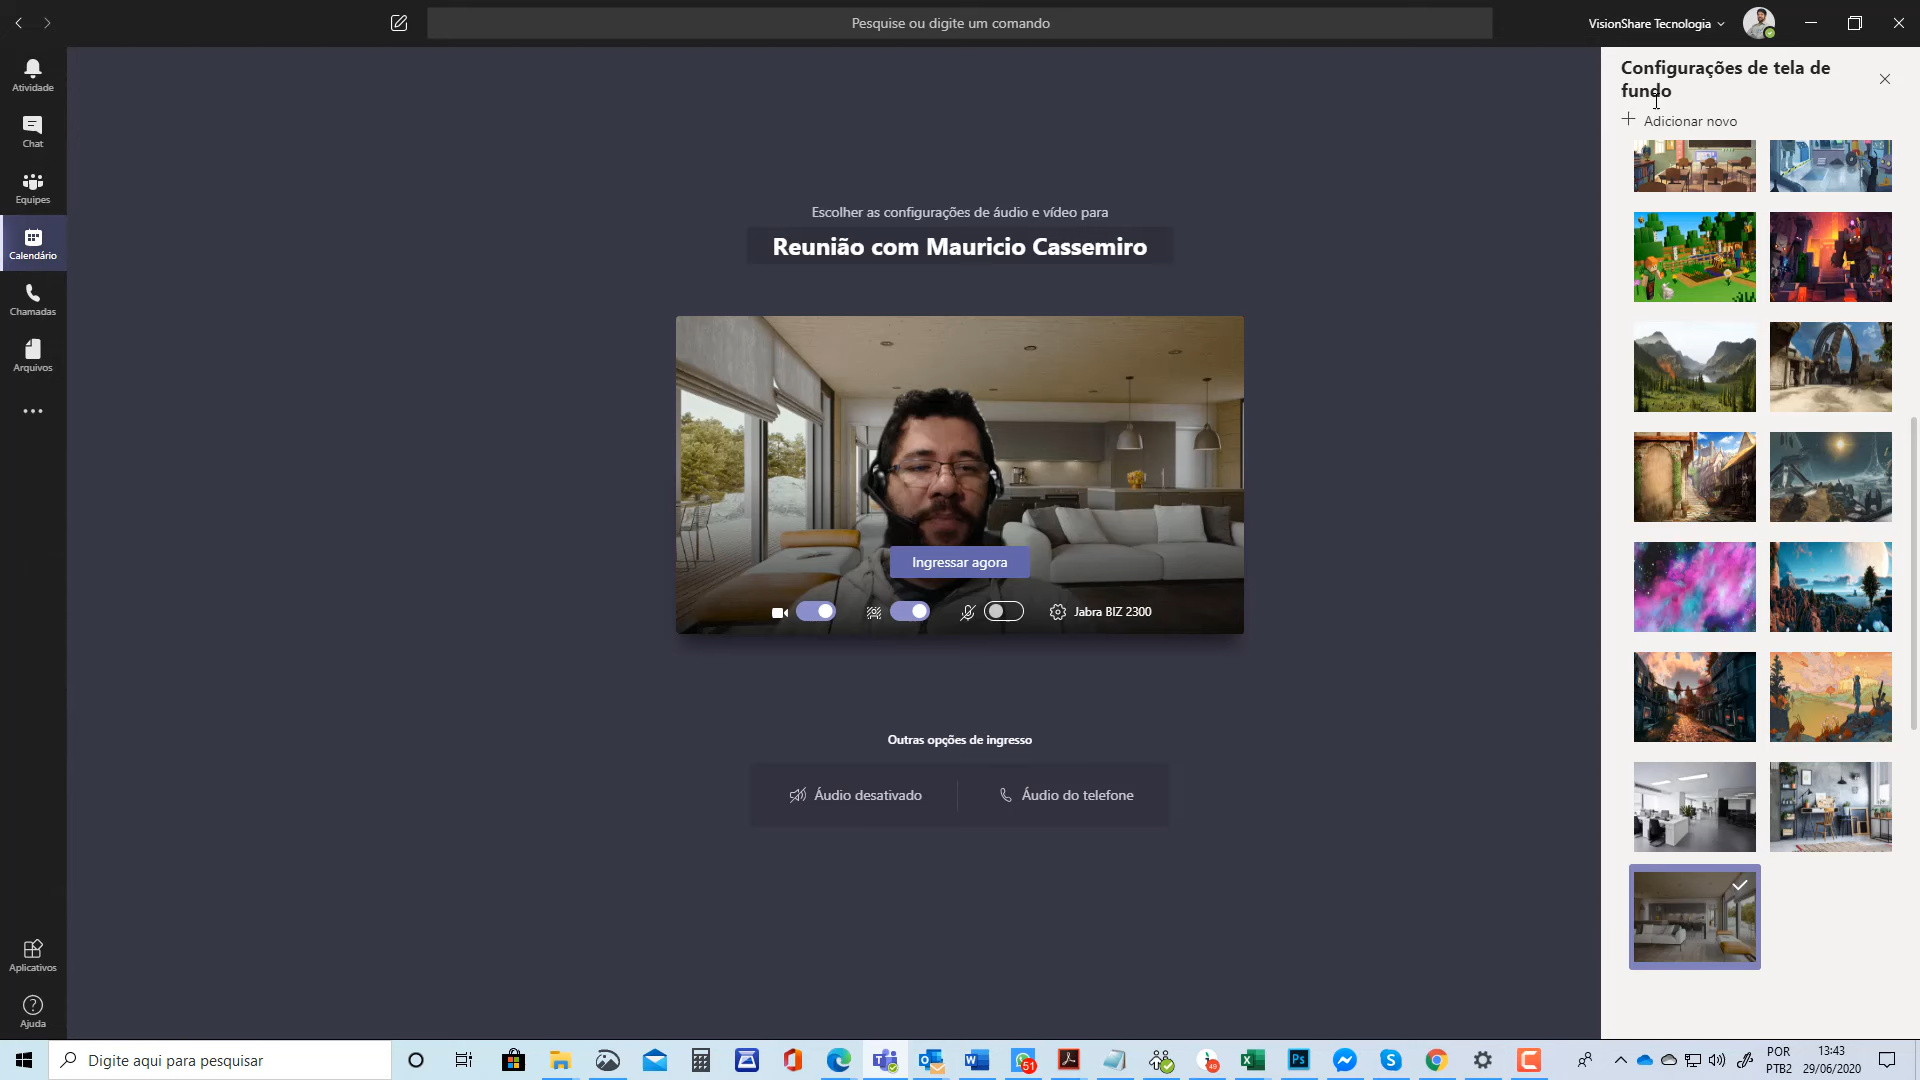 Pesquise ou digite um comando
VisionShare Tecnologia
Atividade
Chat
Equipes
Calendário
Chamadas
Arquivos
Aplicativos
Ajuda
Escolher as configurações de áudio e vídeo para
Reunião com Mauricio Cassemiro
Ingressar agora
Jabra BIZ 2300
Outras opções de ingresso
Áudio desativado
Áudio do telefone
Configurações de tela de
fundo
Adicionar novo
Digite aqui para pesquisar
51
49
POR
PTB2
13:43
29/06/2020